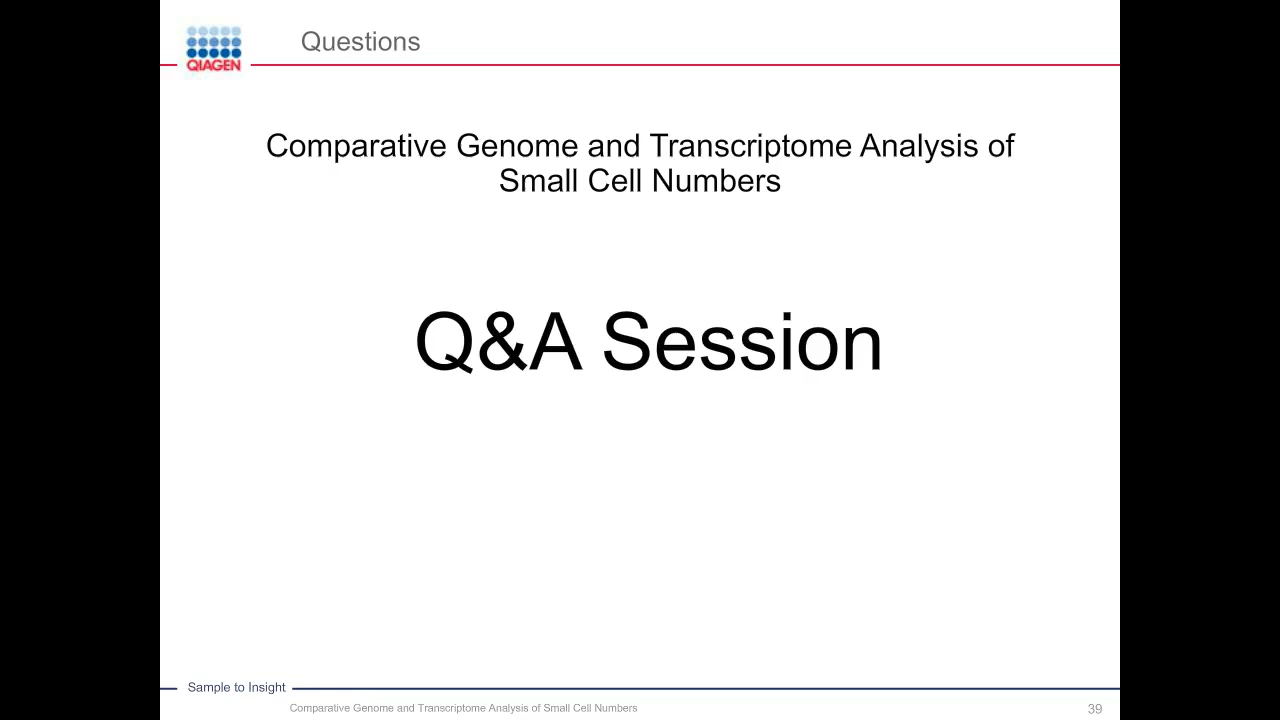 QIAGEN
Questions
Comparative Genome and Transcriptome Analysis of
Small Cell Numbers
Q&A Session
Sample to Insight
Comparative Genome and Transcriptome Analysis of Small Cell Numbers
39